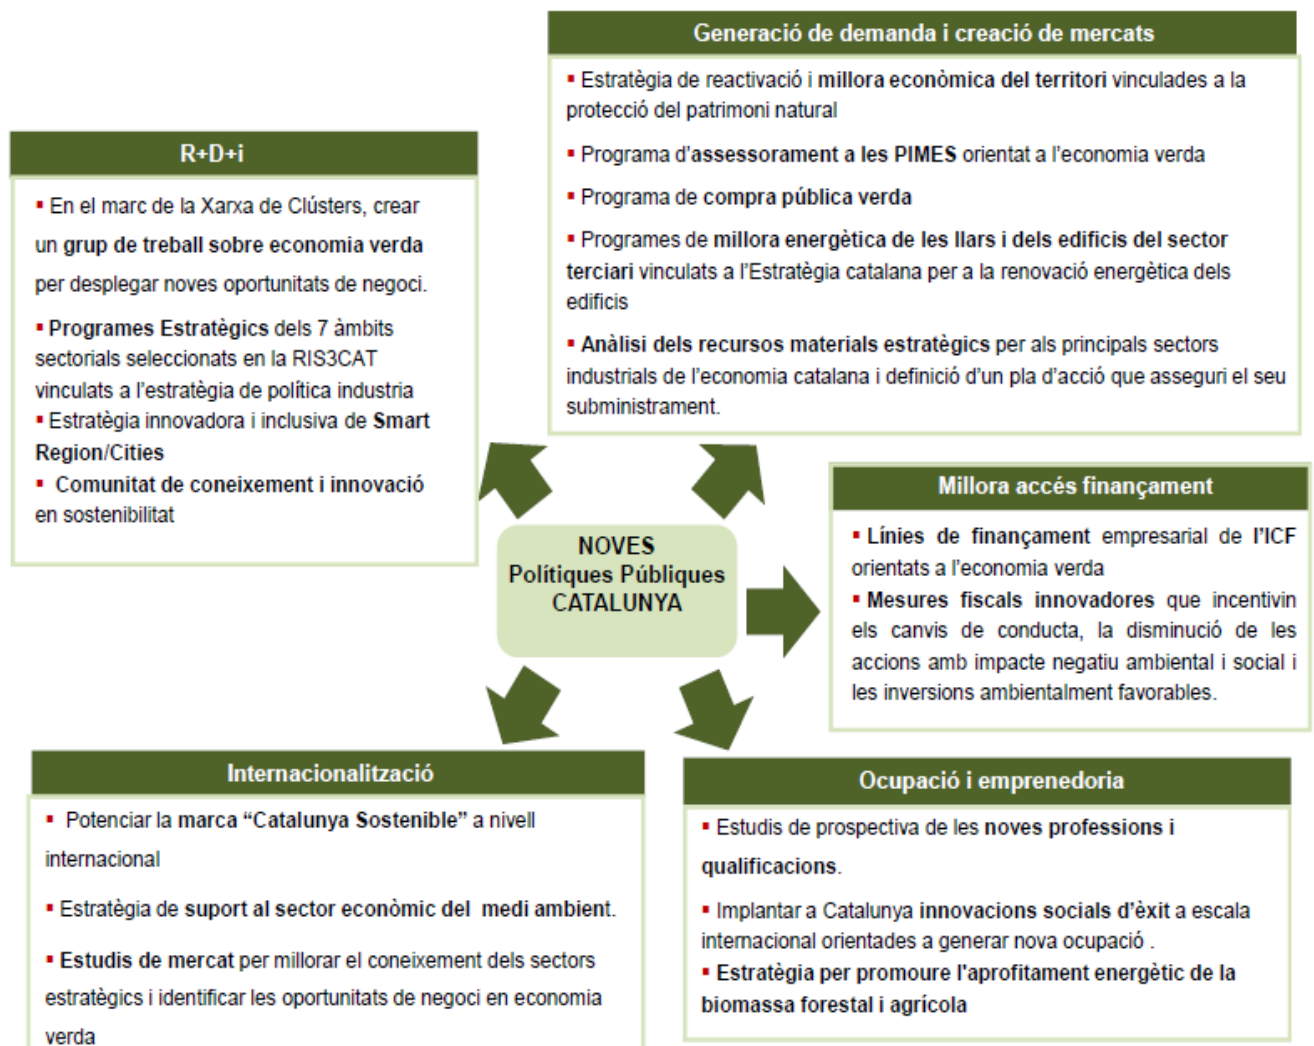 Generació de demanda i creació de mercats
▪ Estratègia de reactivació i millora econòmica del territori vinculades a la
protecció del patrimoni natural
▪ Programa d’assessorament a les PIMES orientat a l’economia verda
▪ Programa de compra pública verda
▪ Programes de millora energètica de les llars i dels edificis del sector
terciari vinculats a l’Estratègia catalana per a la renovació energètica dels
edificis
▪ Anàlisi dels recursos materials estratègics per als principals sectors
industrials de l’economia catalana i definició d’un pla d’acció que asseguri el seu
subministrament.
R+D+i
▪ En el marc de la Xarxa de Clústers, crear
un grup de treball sobre economia verda
per desplegar noves oportunitats de negoci.
▪ Programes Estratègics dels 7 àmbits
sectorials seleccionats en la RIS3CAT
vinculats a l’estratègia de política industria
▪ Estratègia innovadora i inclusiva de Smart
Region/Cities
▪ Comunitat de coneixement i innovació
en sostenibilitat
Millora accés finançament
▪ Línies de finançament empresarial de l’ICF
orientats a l’economia verda
▪ Mesures fiscals innovadores que incentivin
els canvis de conducta, la disminució de les
accions amb impacte negatiu ambiental i social i
les inversions ambientalment favorables.
NOVES
Polítiques Públiques
CATALUNYA
Internacionalització
▪ Potenciar la marca “Catalunya Sostenible” a nivell
internacional
▪ Estratègia de suport al sector econòmic del medi ambient.
▪ Estudis de mercat per millorar el coneixement dels sectors
estratègics i identificar les oportunitats de negoci en economia
verda
Ocupació i emprenedoria
▪ Estudis de prospectiva de les noves professions i
qualificacions.
▪ Implantar a Catalunya innovacions socials d’èxit a escala
internacional orientades a generar nova ocupació .
▪ Estratègia per promoure l'aprofitament energètic de la
biomassa forestal i agrícola